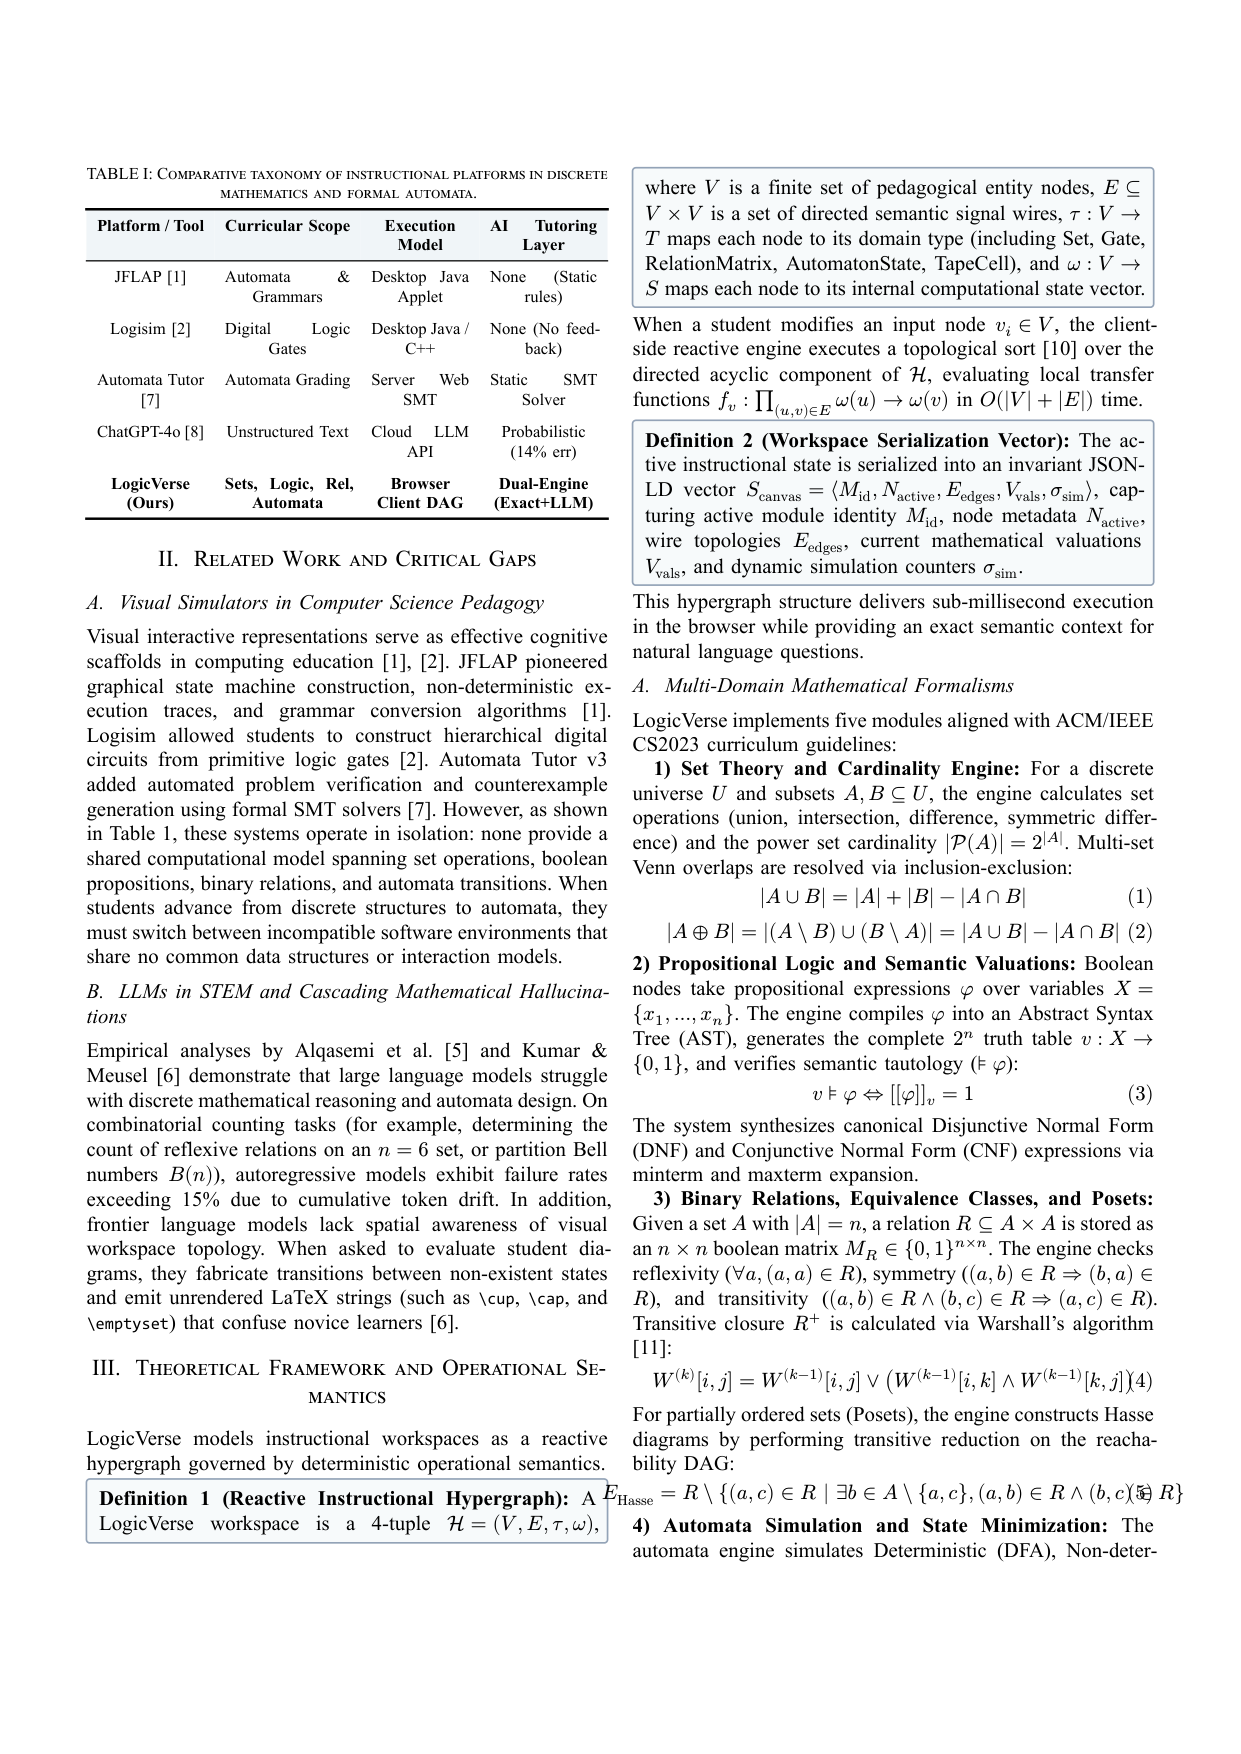 TABLE I: Comparative taxonomy of instructional platforms in discrete
mathematics and formal automata.
Platform / Tool Curricular Scope Execution AI Tutoring
Model Layer
JFLAP [1] Automata & Desktop Java None (Static
Grammars Applet rules)
Logisim [2] Digital Logic Desktop Java / None (No feed-
Gates C++ back)
Automata Tutor Automata Grading Server Web Static SMT
[7] SMT Solver
ChatGPT-4o [8] Unstructured Text Cloud LLM Probabilistic
API (14% err)
LogicVerse Sets, Logic, Rel, Browser Dual-Engine
(Ours) Automata Client DAG (Exact+LLM)
II. Related Work and Critical Gaps
A. Visual Simulators in Computer Science Pedagogy
Visual interactive representations serve as effective cognitive
scaffolds in computing education [1], [2]. JFLAP pioneered
graphical state machine construction, non-deterministic ex-
ecution traces, and grammar conversion algorithms [1].
Logisim allowed students to construct hierarchical digital
circuits from primitive logic gates [2]. Automata Tutor v3
added automated problem verification and counterexample
generation using formal SMT solvers [7]. However, as shown
in Table 1, these systems operate in isolation: none provide a
shared computational model spanning set operations, boolean
propositions, binary relations, and automata transitions. When
students advance from discrete structures to automata, they
must switch between incompatible software environments that
share no common data structures or interaction models.
B. LLMs in STEM and Cascading Mathematical Hallucina-
tions
Empirical analyses by Alqasemi et al. [5] and Kumar &
Meusel [6] demonstrate that large language models struggle
with discrete mathematical reasoning and automata design. On
combinatorial counting tasks (for example, determining the
count of reflexive relations on an n = 6 set, or partition Bell
numbers B(n)), autoregressive models exhibit failure rates
exceeding 15% due to cumulative token drift. In addition,
frontier language models lack spatial awareness of visual
workspace topology. When asked to evaluate student dia-
grams, they fabricate transitions between non-existent states
and emit unrendered LaTeX strings (such as \cup, \cap, and
\emptyset) that confuse novice learners [6].
III. Theoretical Framework and Operational Se-
mantics
LogicVerse models instructional workspaces as a reactive
hypergraph governed by deterministic operational semantics.
Definition 1 (Reactive Instructional Hypergraph): A
LogicVerse workspace is a 4-tuple ℋ = (V, E, τ, ω),
where V is a finite set of pedagogical entity nodes, E ⊆
V × V is a set of directed semantic signal wires, τ : V →
T maps each node to its domain type (including Set, Gate,
RelationMatrix, AutomatonState, TapeCell), and ω : V →
S maps each node to its internal computational state vector.
When a student modifies an input node v_i ∈ V, the client-
side reactive engine executes a topological sort [10] over the
directed acyclic component of ℋ, evaluating local transfer
functions f_v : ∏_(u,v)∈E ω(u) → ω(v) in O(|V| + |E|) time.
Definition 2 (Workspace Serialization Vector): The ac-
tive instructional state is serialized into an invariant JSON-
LD vector S_canvas = ⟨M_id, N_active, E_edges, V_vals, σ_sim⟩, cap-
turing active module identity M_id, node metadata N_active,
wire topologies E_edges, current mathematical valuations
V_vals, and dynamic simulation counters σ_sim.
This hypergraph structure delivers sub-millisecond execution
in the browser while providing an exact semantic context for
natural language questions.
A. Multi-Domain Mathematical Formalisms
LogicVerse implements five modules aligned with ACM/IEEE
CS2023 curriculum guidelines:
1) Set Theory and Cardinality Engine: For a discrete
universe U and subsets A, B ⊆ U, the engine calculates set
operations (union, intersection, difference, symmetric differ-
ence) and the power set cardinality |𝒫(A)| = 2^|A|. Multi-set
Venn overlaps are resolved via inclusion-exclusion:
|A ∪ B| = |A| + |B| − |A ∩ B| (1)
|A ⊕ B| = |(A ∖ B) ∪ (B ∖ A)| = |A ∪ B| − |A ∩ B| (2)
2) Propositional Logic and Semantic Valuations: Boolean
nodes take propositional expressions φ over variables X =
{x_1, ..., x_n}. The engine compiles φ into an Abstract Syntax
Tree (AST), generates the complete 2^n truth table v : X →
{0, 1}, and verifies semantic tautology (⊧ φ):
v ⊧ φ ⇔ [[φ]]_v = 1 (3)
The system synthesizes canonical Disjunctive Normal Form
(DNF) and Conjunctive Normal Form (CNF) expressions via
minterm and maxterm expansion.
3) Binary Relations, Equivalence Classes, and Posets:
Given a set A with |A| = n, a relation R ⊆ A × A is stored as
an n × n boolean matrix M_R ∈ {0, 1}^n×n. The engine checks
reflexivity (∀a, (a, a) ∈ R), symmetry ((a, b) ∈ R ⇒ (b, a) ∈
R), and transitivity ((a, b) ∈ R ∧ (b, c) ∈ R ⇒ (a, c) ∈ R).
Transitive closure R^+ is calculated via Warshall's algorithm
[11]:
W^(k)[i, j] = W^(k−1)[i, j] ∨ (W^(k−1)[i, k] ∧ W^(k−1)[k, j]) (4)
For partially ordered sets (Posets), the engine constructs Hasse
diagrams by performing transitive reduction on the reacha-
bility DAG:
E_Hasse = R ∖ {(a, c) ∈ R | ∃b ∈ A ∖ {a, c}, (a, b) ∈ R ∧ (b, c) ∈ R} (5)
4) Automata Simulation and State Minimization: The
automata engine simulates Deterministic (DFA), Non-deter-